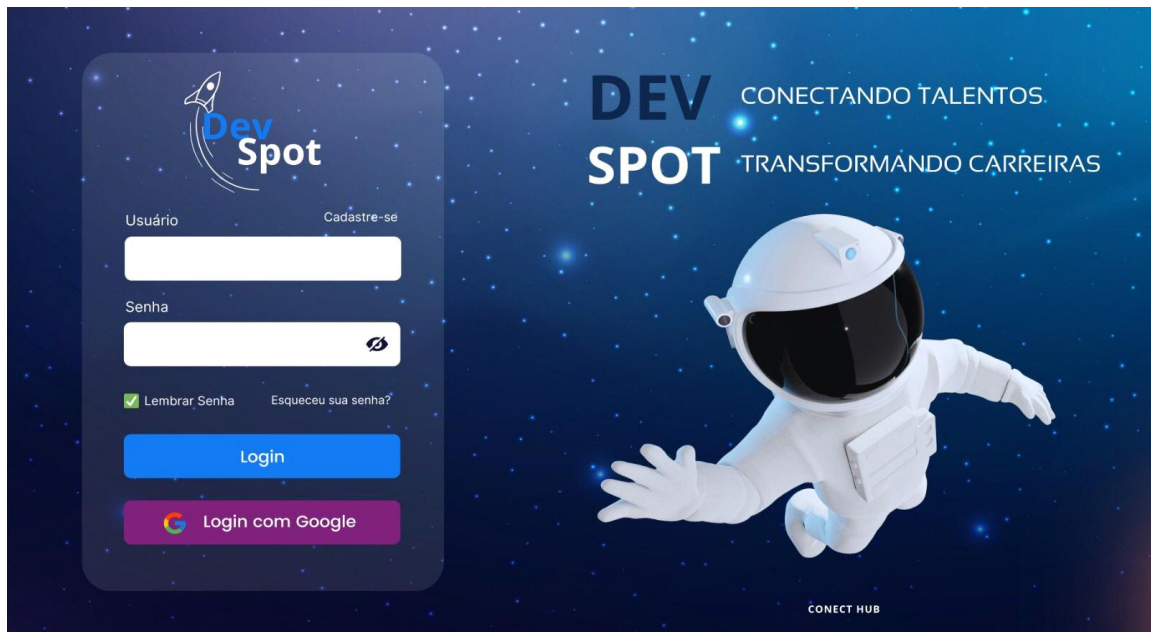 Dev
Spot
Usuário
Cadastre-se
Senha
Lembrar Senha
Esqueceu sua senha?
Login
Login com Google
DEV
CONECTANDO TALENTOS
SPOT
TRANSFORMANDO CARREIRAS
CONECT HUB